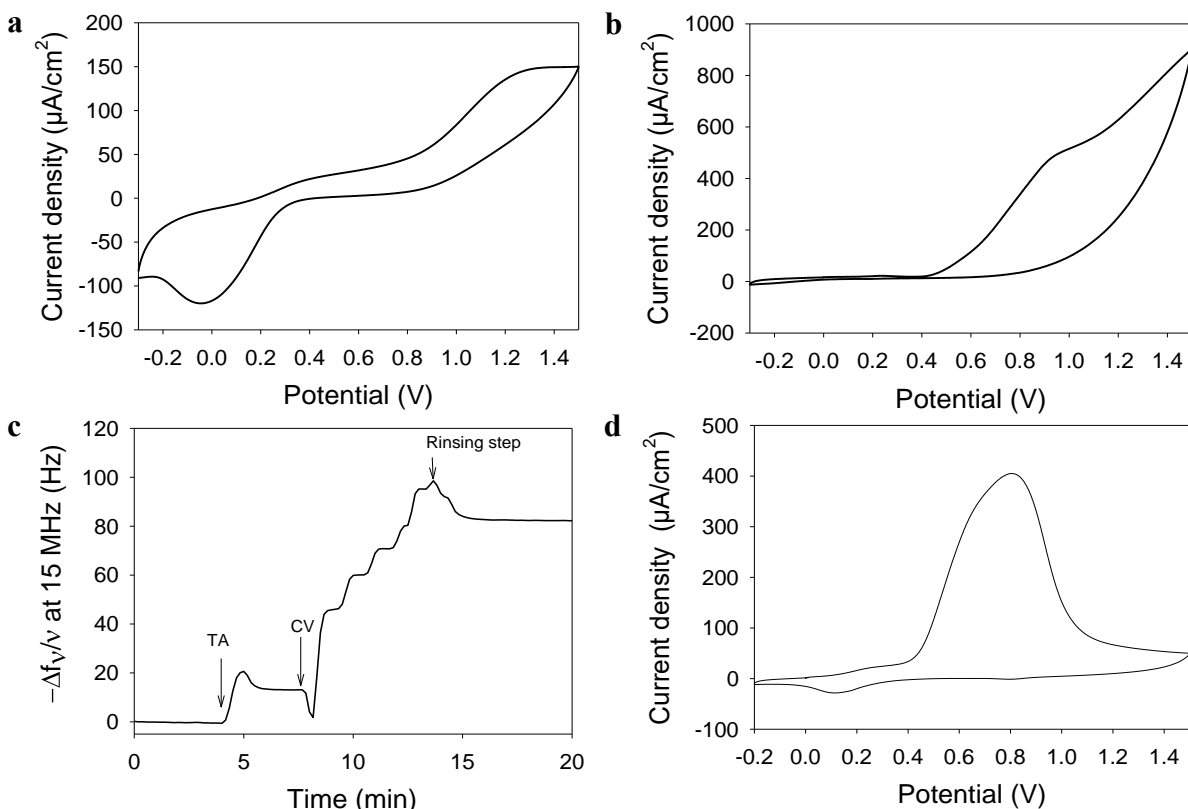 a
200
150
100
50
0
-50
-100
-150
Current density (µA/cm²)
-0.2 0.0 0.2 0.4 0.6 0.8 1.0 1.2 1.4
Potential (V)
b
1000
800
600
400
200
0
-200
Current density (µA/cm²)
-0.2 0.0 0.2 0.4 0.6 0.8 1.0 1.2 1.4
Potential (V)
c
120
100
80
60
40
20
0
−Δfν/ν at 15 MHz (Hz)
TA
CV
Rinsing step
0 5 10 15 20
Time (min)
d
500
400
300
200
100
0
-100
Current density (µA/cm²)
-0.2 0.0 0.2 0.4 0.6 0.8 1.0 1.2 1.4
Potential (V)